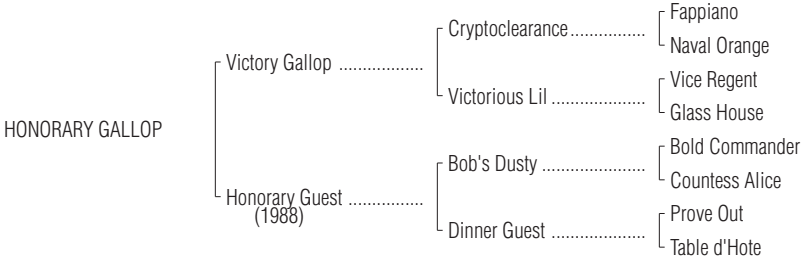 Fappiano
Cryptoclearance................
Naval Orange
Victory Gallop ..................
Vice Regent
Victorious Lil ....................
Glass House
HONORARY GALLOP
Bold Commander
Bob's Dusty ......................
Countess Alice
Honorary Guest ................
(1988)
Prove Out
Dinner Guest ....................
Table d'Hote